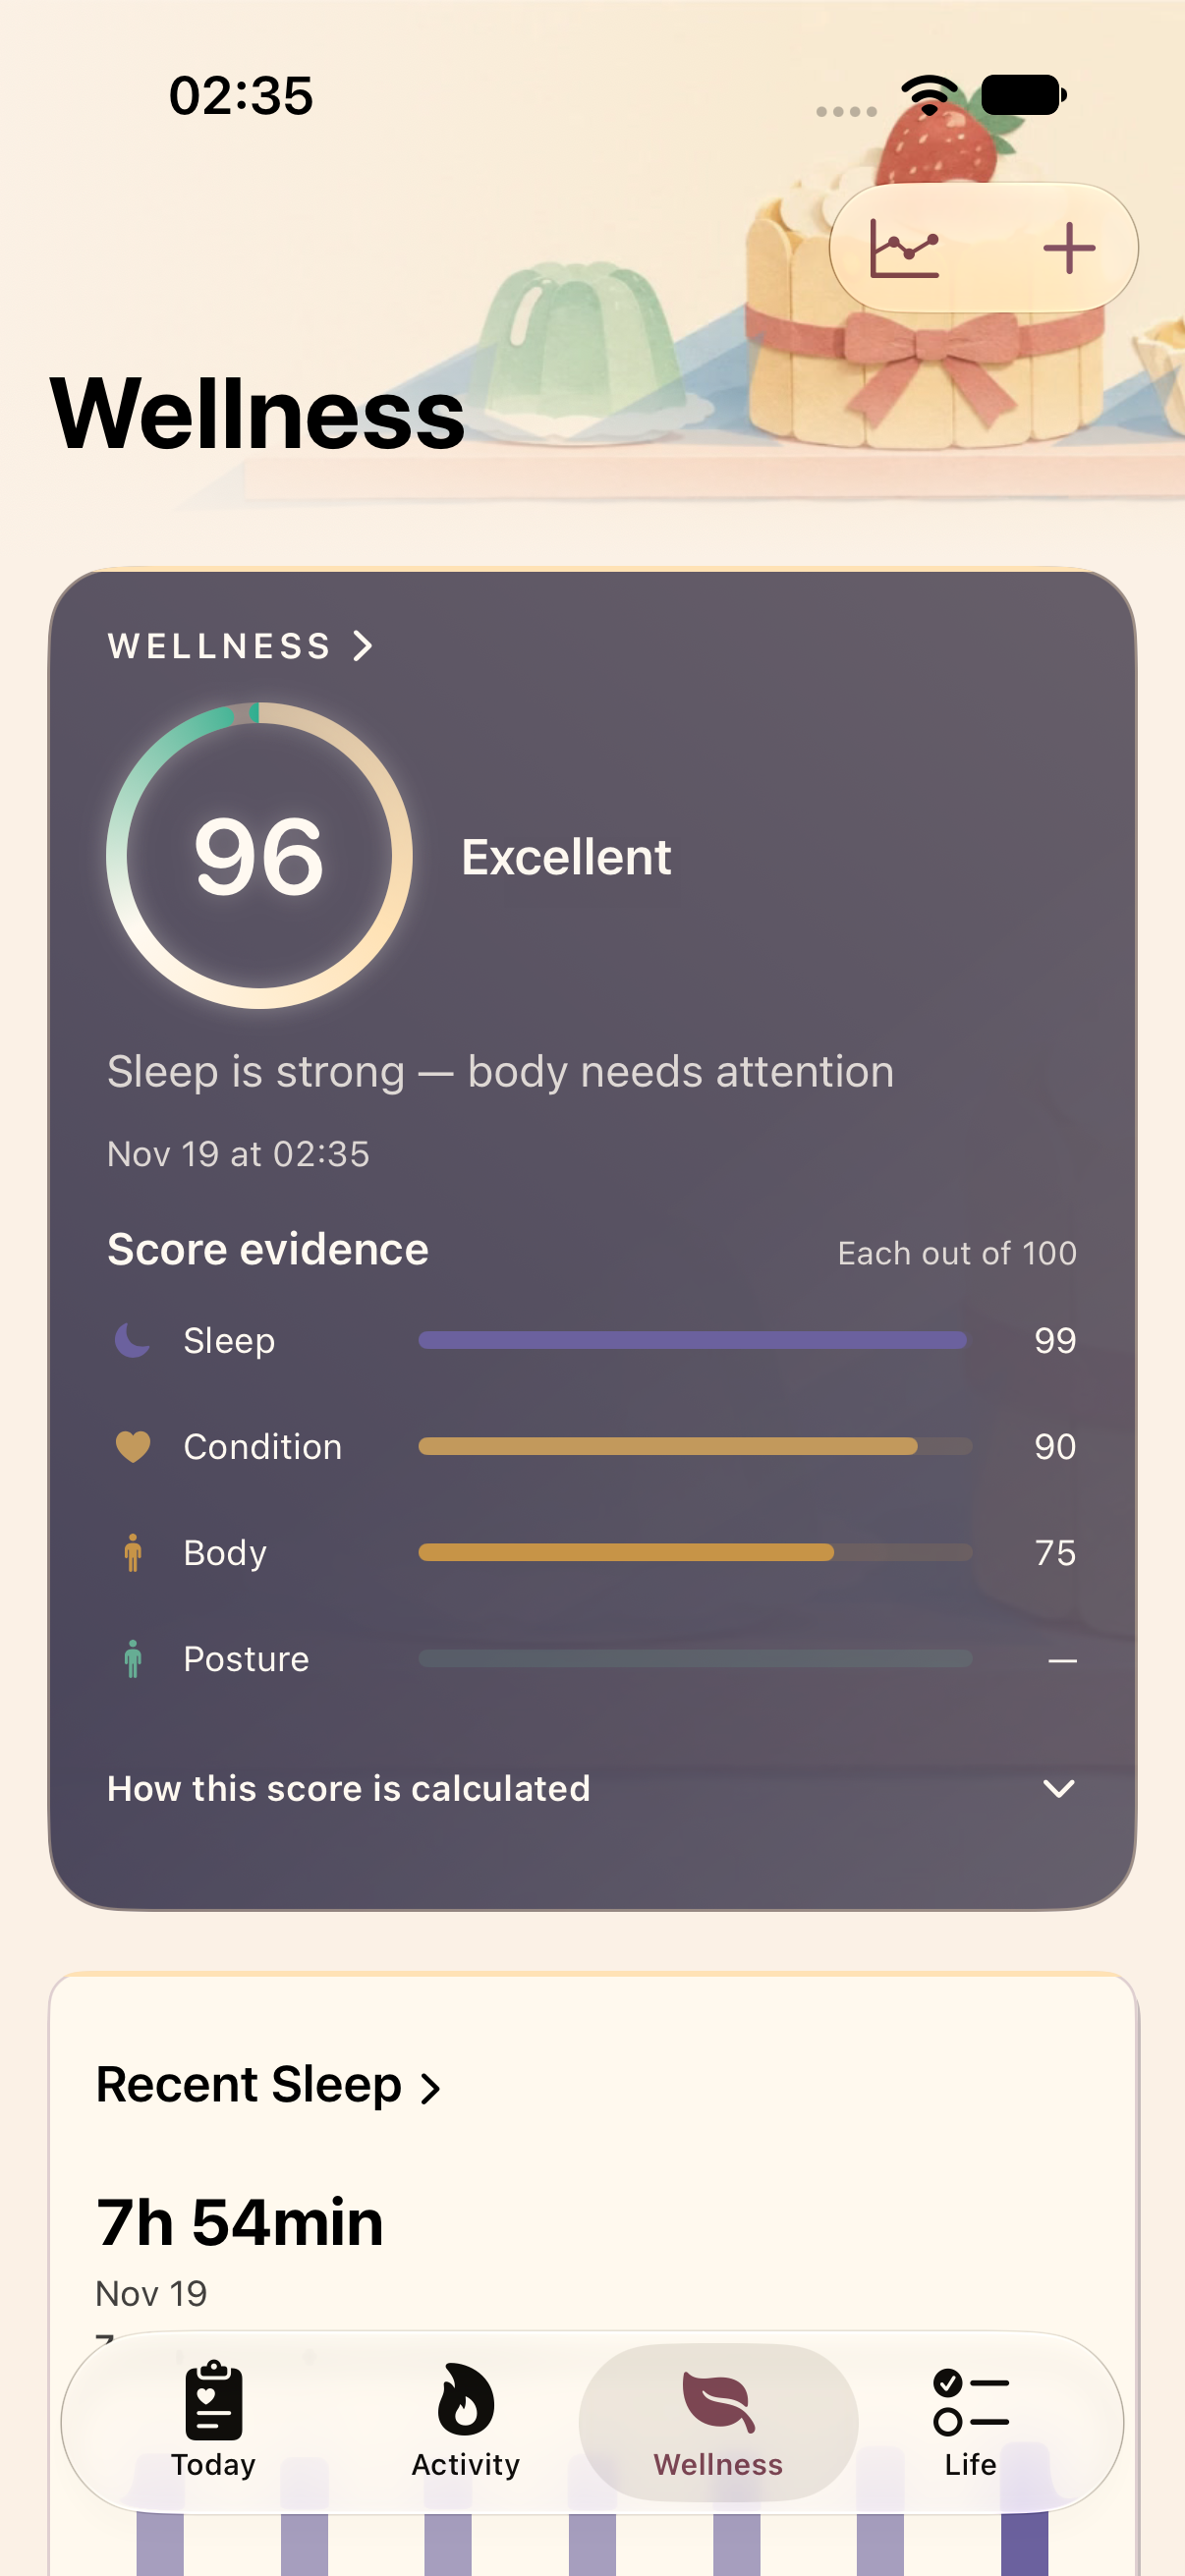 02:35
Wellness
WELLNESS
96
Excellent
Sleep is strong — body needs attention
Nov 19 at 02:35
Score evidence
Each out of 100
Sleep
99
Condition
90
Body
75
Posture
—
How this score is calculated
Recent Sleep
7h 54min
Nov 19
Today
Activity
Wellness
Life